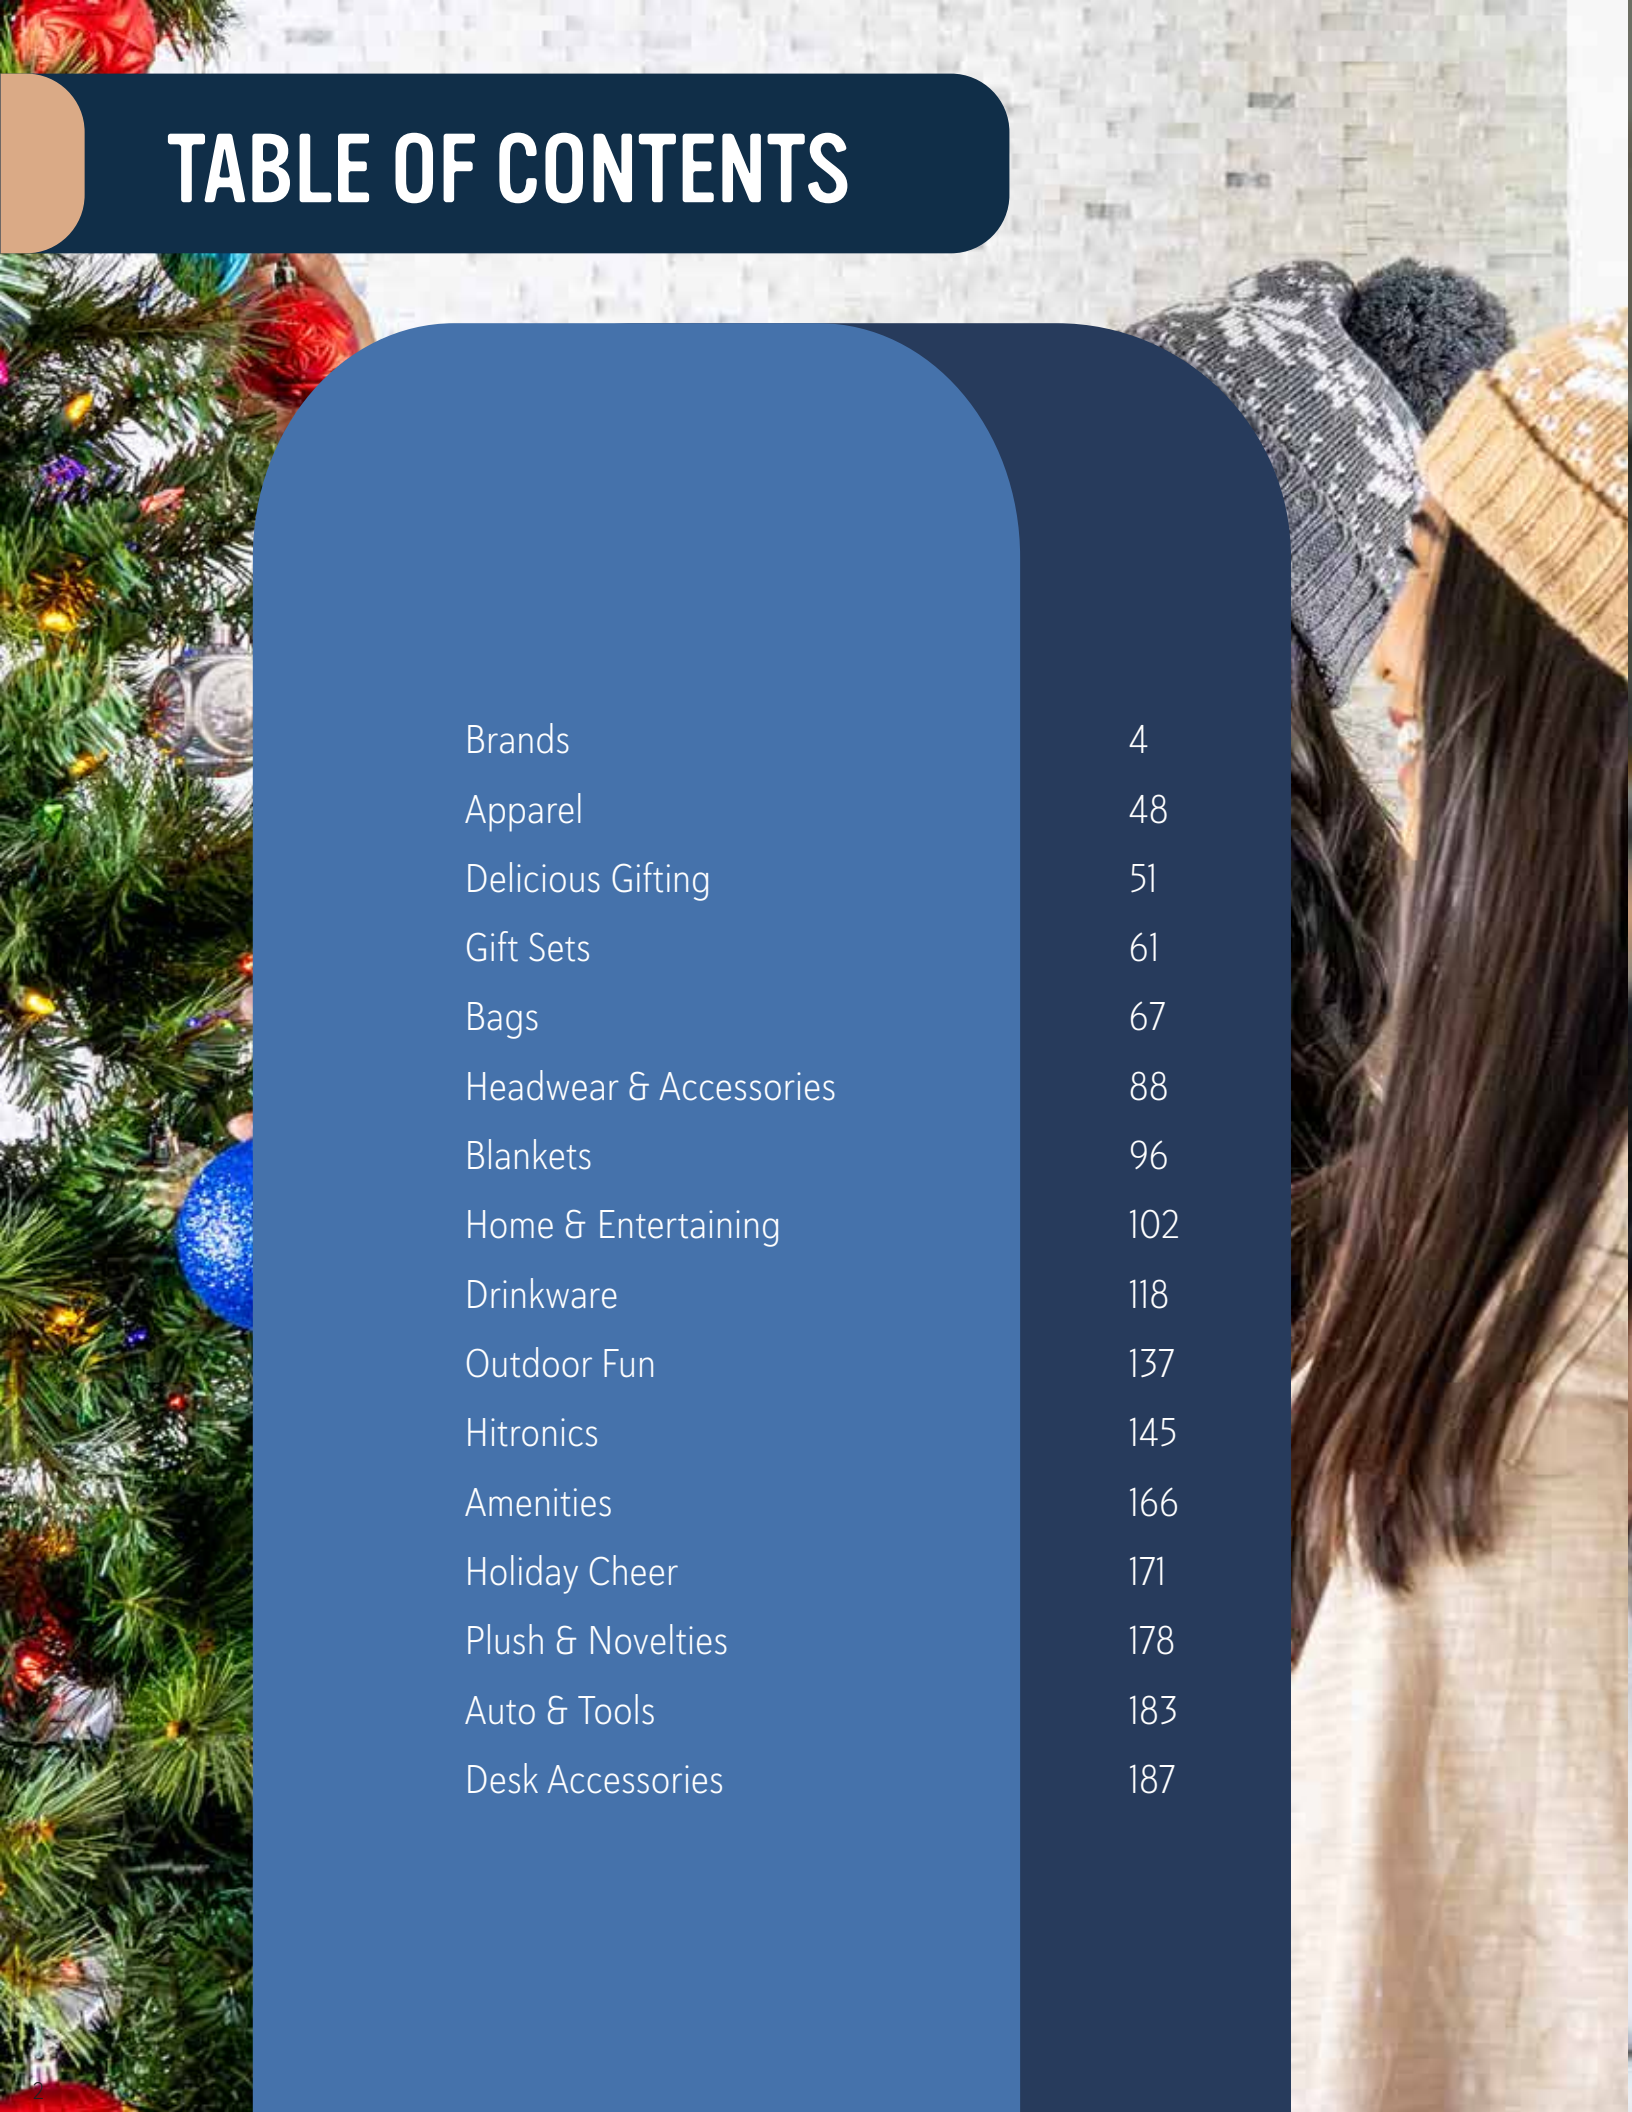 TABLE OF CONTENTS
Brands 4
Apparel 48
Delicious Gifting 51
Gift Sets 61
Bags 67
Headwear & Accessories 88
Blankets 96
Home & Entertaining 102
Drinkware 118
Outdoor Fun 137
Hitronics 145
Amenities 166
Holiday Cheer 171
Plush & Novelties 178
Auto & Tools 183
Desk Accessories 187
2